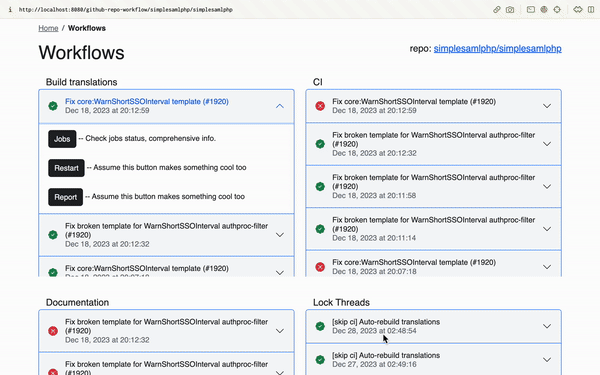 http://localhost:8080/github-repo-workflow/simplesamlphp/simplesamlphp
Home / Workflows
Workflows
repo: simplesamlphp/simplesamlphp
Build translations
Fix core:WarnShortSSOInterval template (#1920)
Dec 18, 2023 at 20:12:59
Jobs -- Check jobs status, comprehensive info.
Restart -- Assume this button makes something cool too
Report -- Assume this button makes something cool too
Fix broken template for WarnShortSSOInterval authproc-filter
(#1920)
Dec 18, 2023 at 20:12:32
Fix core:WarnShortSSOInterval template (#1920)
CI
Fix core:WarnShortSSOInterval template (#1920)
Dec 18, 2023 at 20:12:59
Fix broken template for WarnShortSSOInterval authproc-filter
(#1920)
Dec 18, 2023 at 20:12:32
Fix broken template for WarnShortSSOInterval authproc-filter
(#1920)
Dec 18, 2023 at 20:11:58
Fix broken template for WarnShortSSOInterval authproc-filter
(#1920)
Dec 18, 2023 at 20:11:14
Fix core:WarnShortSSOInterval template (#1920)
Dec 18, 2023 at 20:07:18
Documentation
Fix broken template for WarnShortSSOInterval authproc-filter
(#1920)
Dec 18, 2023 at 20:12:32
Fix broken template for WarnShortSSOInterval authproc-filter
(#1920)
Lock Threads
[skip ci] Auto-rebuild translations
Dec 28, 2023 at 02:48:54
[skip ci] Auto-rebuild translations
Dec 27, 2023 at 02:49:16